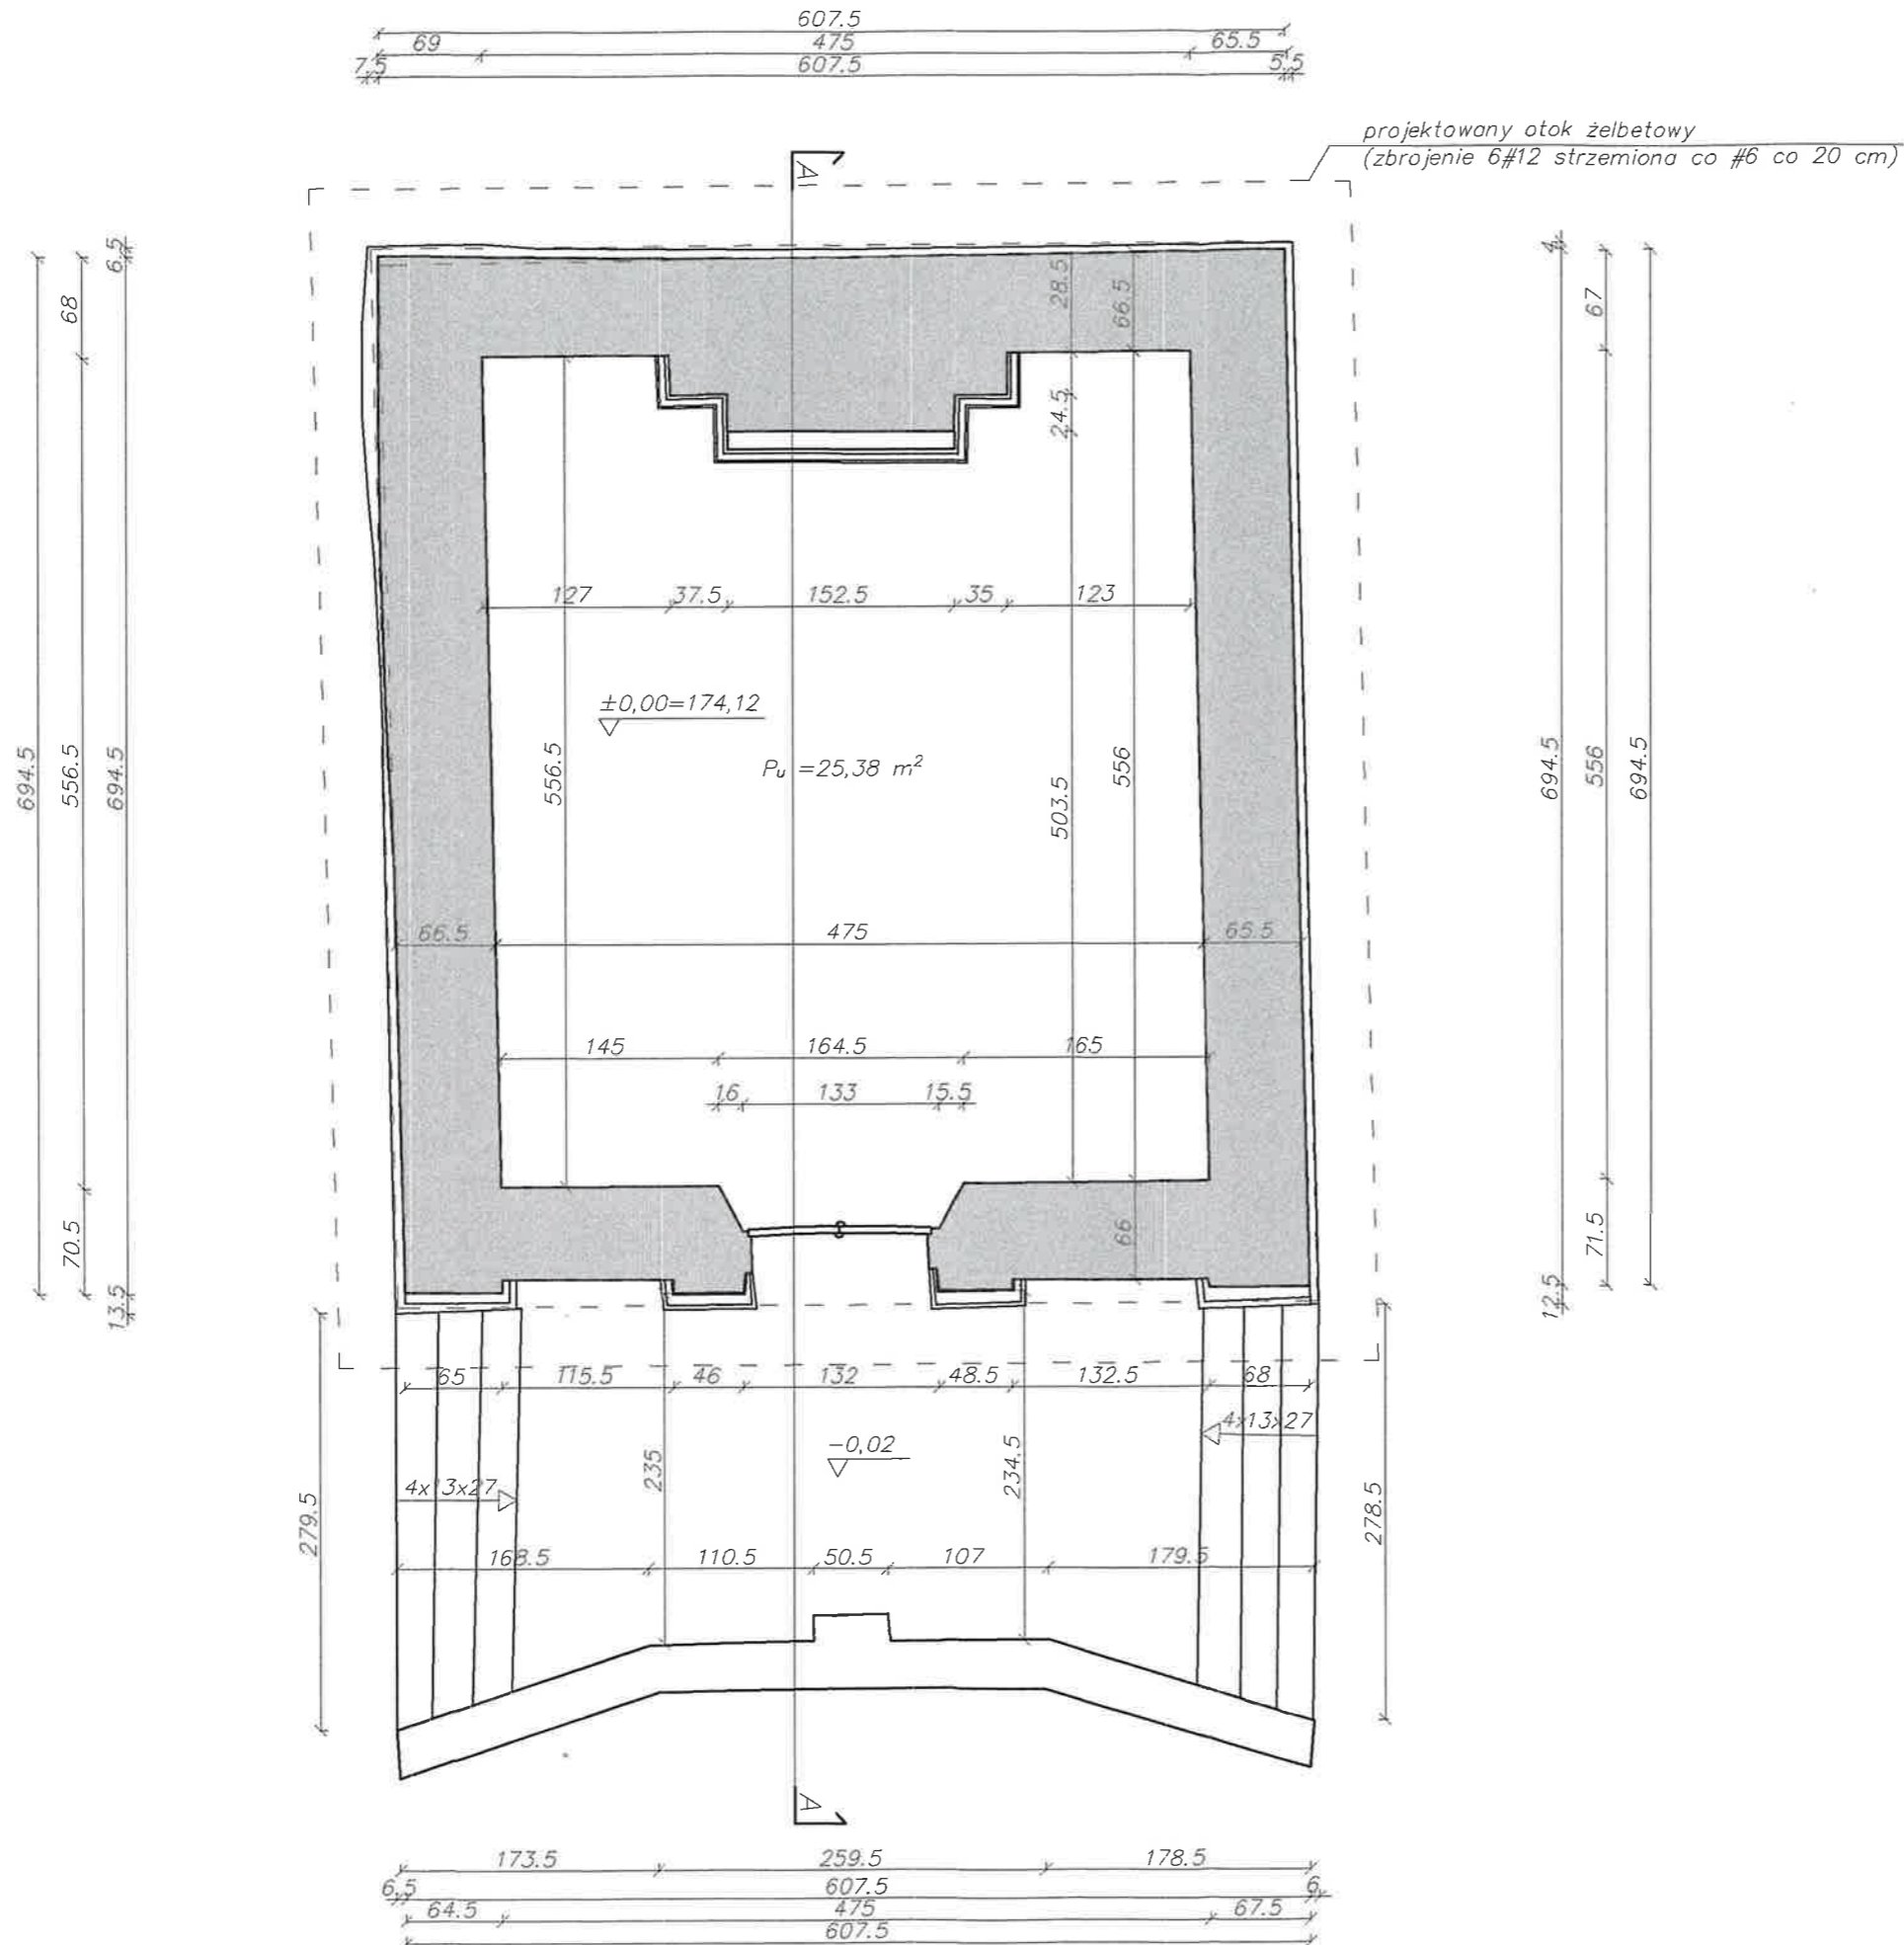 607.5
69 475 65.5
7.5 607.5 5.5
projektowany otok żelbetowy
(zbrojenie 6#12 strzemiona co #6 co 20 cm)
A
6.5
4
68
28.5
66.5
67
24.5
127 37.5 152.5 35 123
±0,00=174,12
Pu =25,38 m²
694.5
556.5
694.5
556.5
503.5
556
694.5
556
694.5
66.5 475 65.5
145 164.5 165
16 133 15.5
70.5
13.5
66
71.5
12.5
65 115.5 46 132 48.5 132.5 68
4x13x27
-0,02
235
234.5
4x13x27
279.5
278.5
168.5 110.5 50.5 107 179.5
A
173.5 259.5 178.5
6.5 607.5 6
64.5 475 67.5
607.5